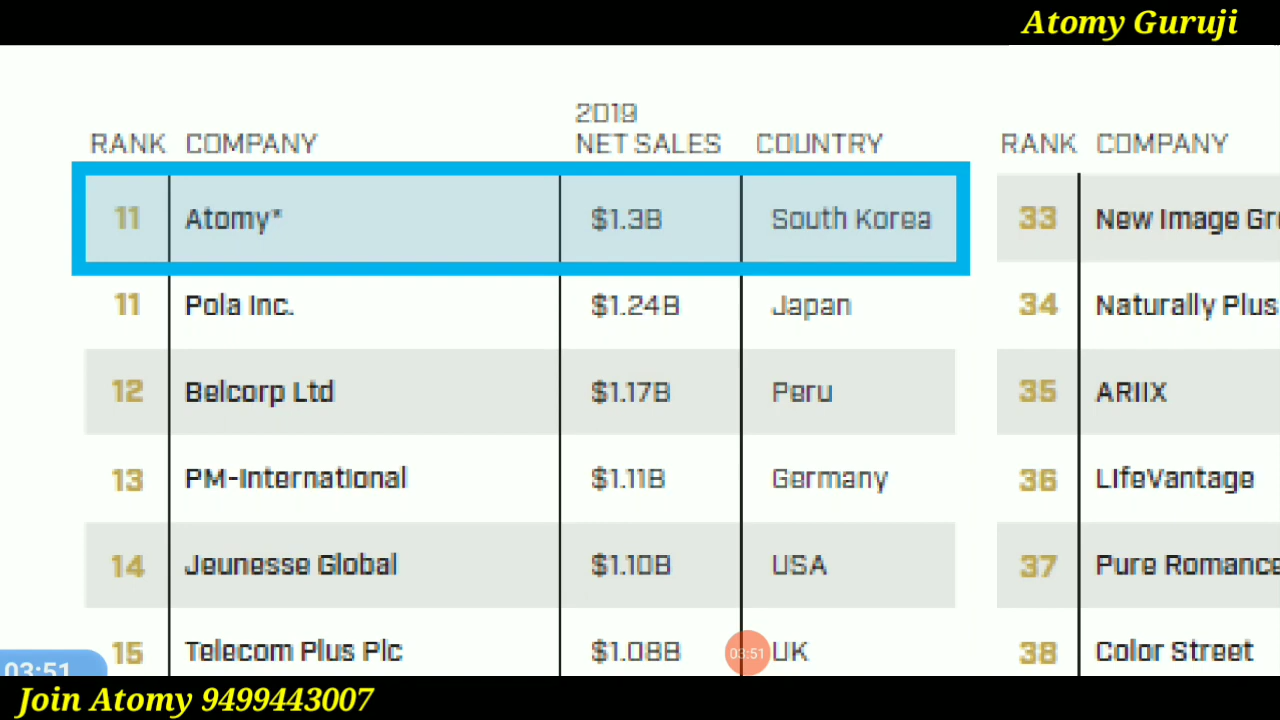 Atomy Guruji
2019
RANK COMPANY NET SALES COUNTRY RANK COMPANY
11 Atomy* $1.3B South Korea 33 New Image
11 Pola Inc. $1.24B Japan 34 Naturally Plus
12 Belcorp Ltd $1.17B Peru 35 ARIIX
13 PM-International $1.11B Germany 36 LifeVantage
14 Jeunesse Global $1.10B USA 37 Pure Romance
15 Telecom Plus Plc $1.08B UK 38 Color Street
03:51
03:51
Join Atomy 9499443007